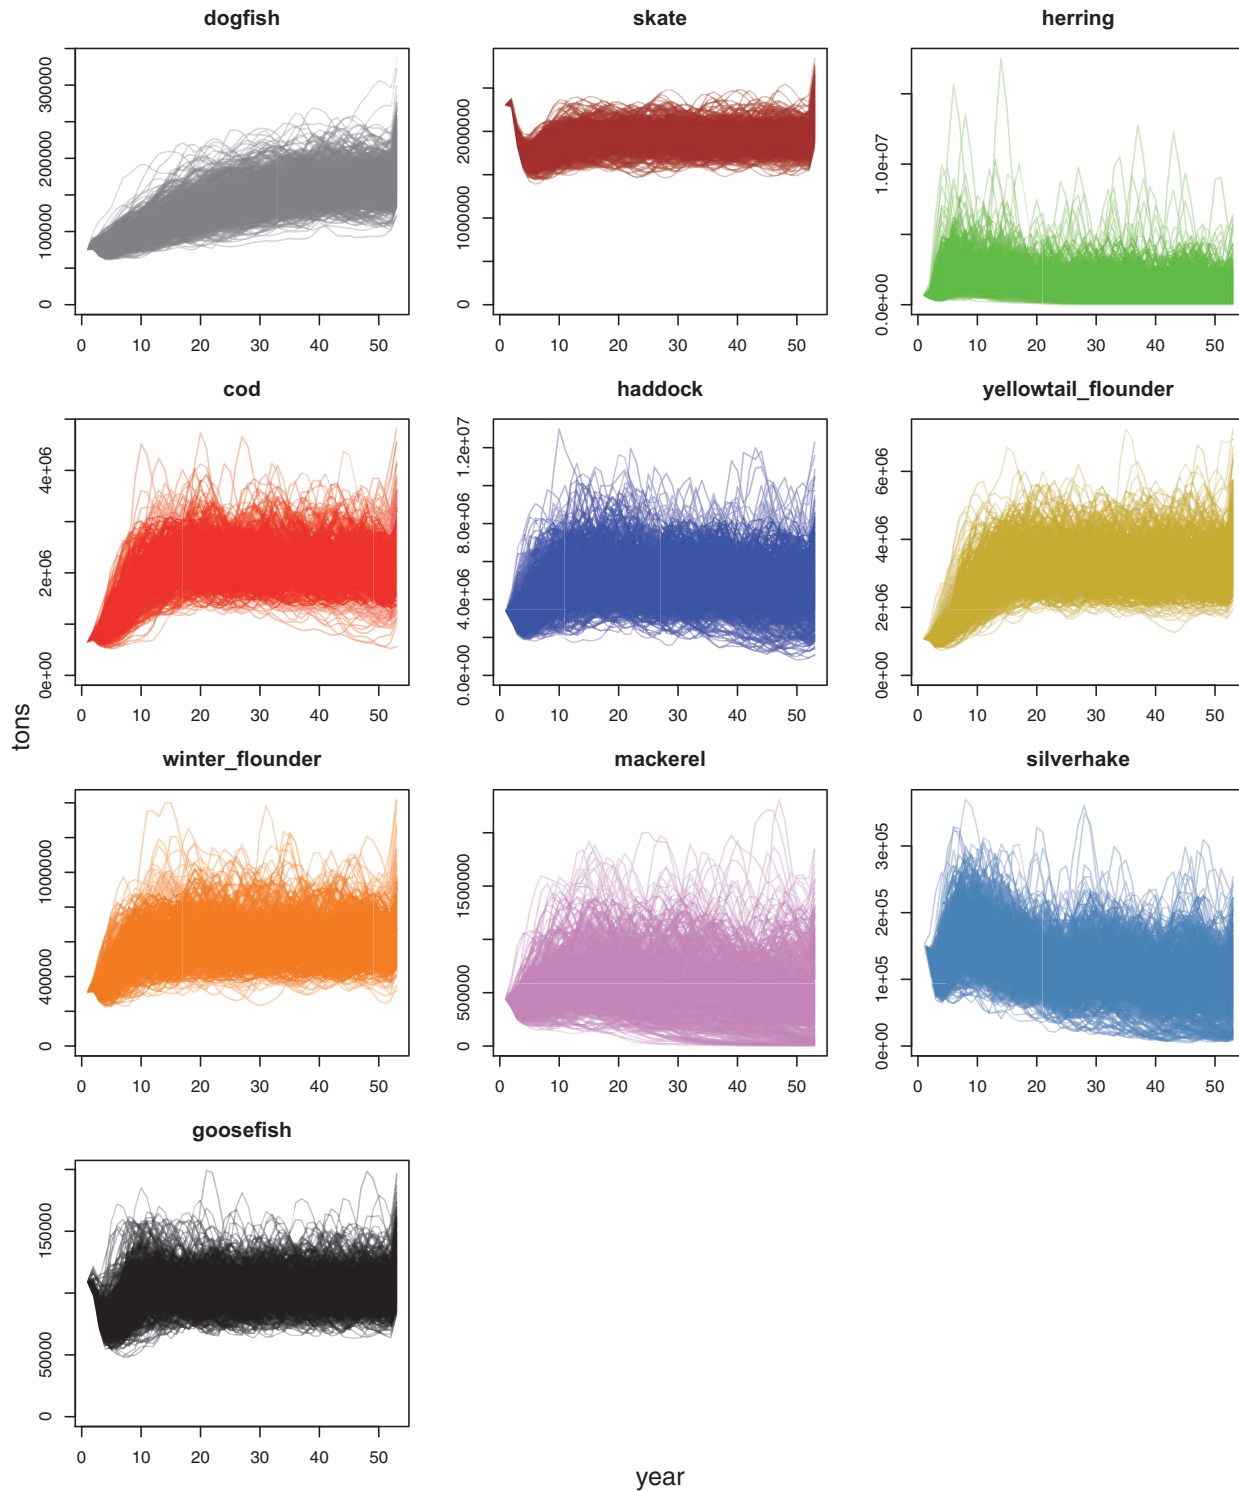 dogfish
skate
herring
0
100000
200000
300000
0
100000
200000
0.0e+00
1.0e+07
0 10 20 30 40 50
0 10 20 30 40 50
0 10 20 30 40 50
cod
haddock
yellowtail_flounder
0e+00
2e+06
4e+06
0.0e+00
4.0e+06
8.0e+06
1.2e+07
0e+00
2e+06
4e+06
6e+06
0 10 20 30 40 50
0 10 20 30 40 50
0 10 20 30 40 50
tons
winter_flounder
mackerel
silverhake
0
400000
1000000
0
500000
1500000
0e+00
1e+05
2e+05
3e+05
0 10 20 30 40 50
0 10 20 30 40 50
0 10 20 30 40 50
goosefish
0
50000
150000
0 10 20 30 40 50
year